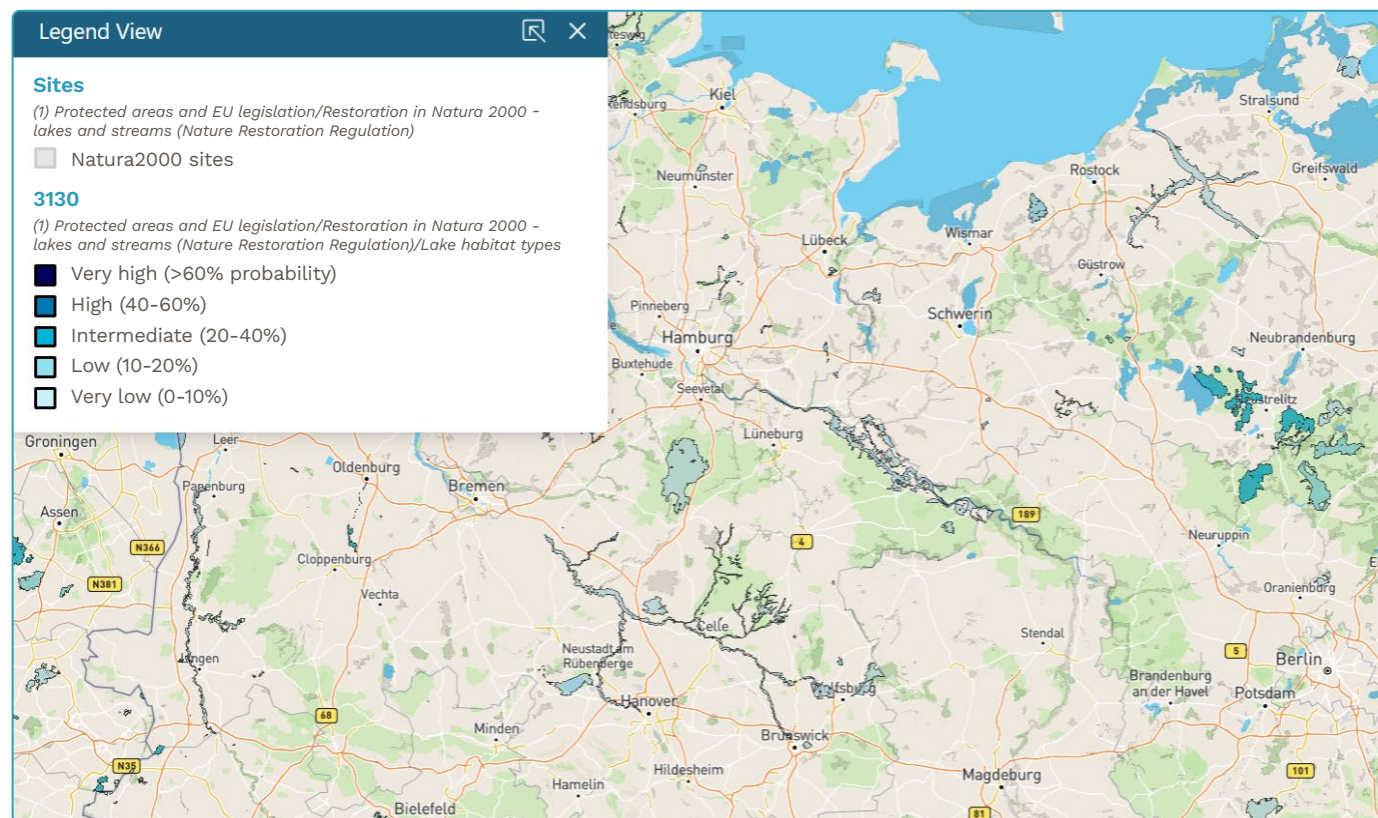 Legend View
Sites
(1) Protected areas and EU legislation/Restoration in Natura 2000 -
lakes and streams (Nature Restoration Regulation)
Natura2000 sites
3130
(1) Protected areas and EU legislation/Restoration in Natura 2000 -
lakes and streams (Nature Restoration Regulation)/Lake habitat types
Very high (>60% probability)
High (40-60%)
Intermediate (20-40%)
Low (10-20%)
Very low (0-10%)
Kiel
Stralsund
Neumünster
Rostock
Greifswald
Lübeck
Wismar
Güstrow
Pinneberg
Schwerin
Hamburg
Neubrandenburg
Buxtehude
Seevetal
Lüneburg
Groningen
Leer
Oldenburg
Papenburg
Bremen
Assen
189
N366
4
Neuruppin
Cloppenburg
N381
Oranienburg
Vechta
Celle
Stendal
Neustadt am
Rübenberge
5
Berlin
Lingen
Brandenburg
an der Havel
Wolfsburg
Potsdam
Hanover
68
Minden
Brunswick
N35
Hildesheim
Magdeburg
101
Hamelin
Bielefeld
81